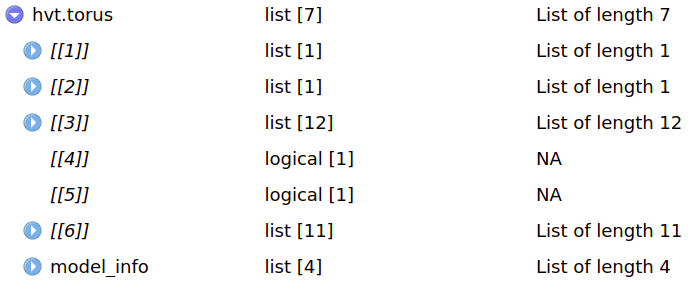 hvt.torus list [7] List of length 7
[[1]] list [1] List of length 1
[[2]] list [1] List of length 1
[[3]] list [12] List of length 12
[[4]] logical [1] NA
[[5]] logical [1] NA
[[6]] list [11] List of length 11
model_info list [4] List of length 4